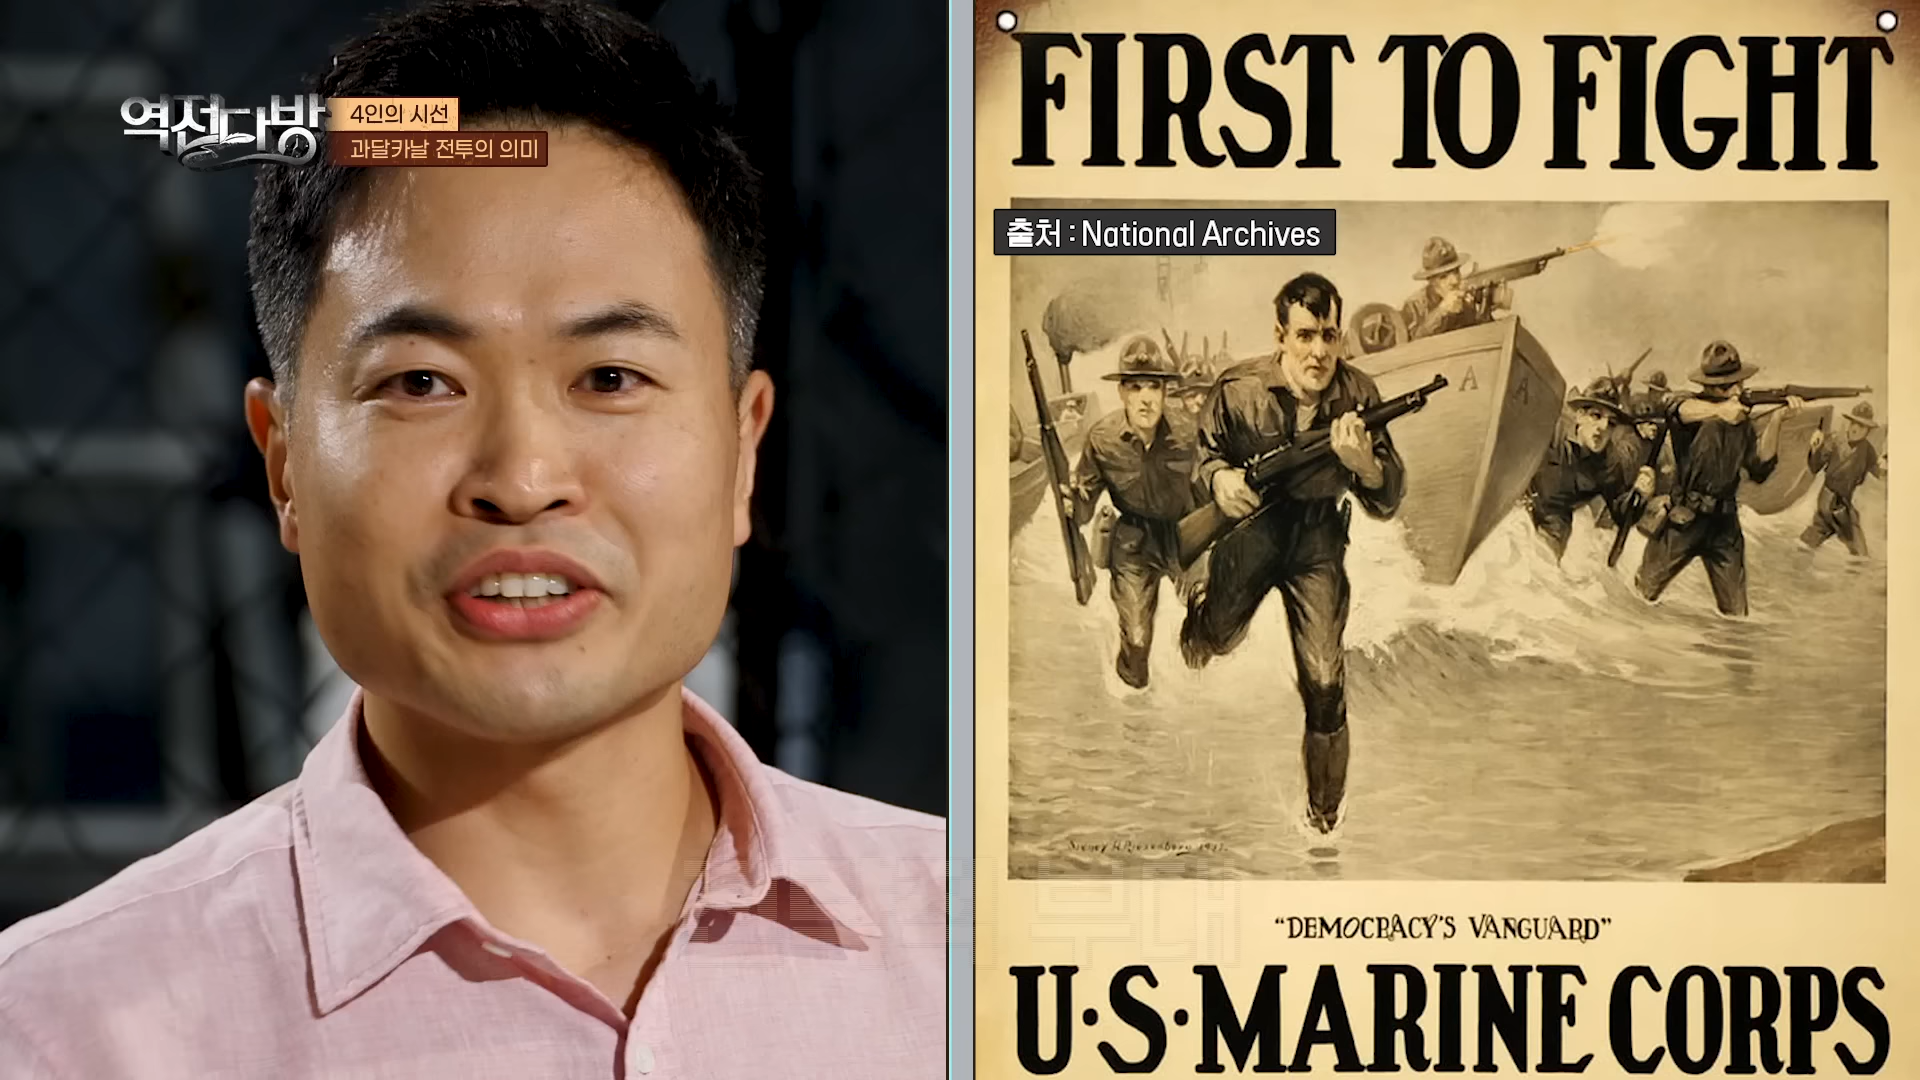 역전다방
4인의 시선
과달카날 전투의 의미
FIRST TO FIGHT
출처 : National Archives
A A
"DEMOCRACY'S VANGUARD"
U·S·MARINE CORPS